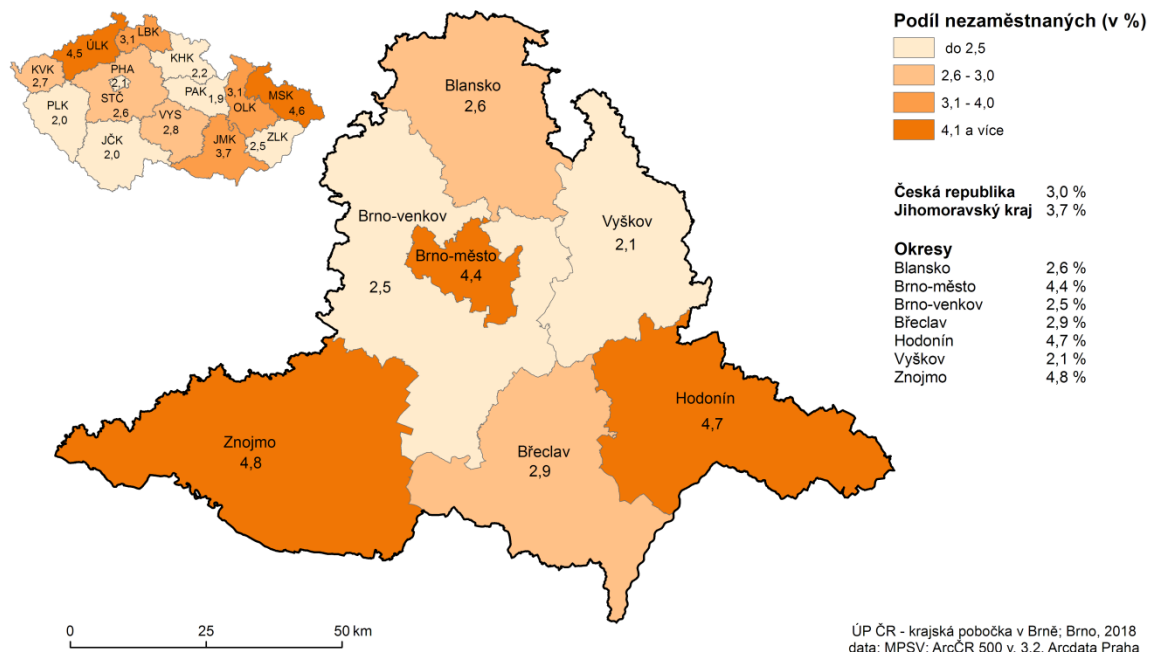 Podíl nezaměstnaných (v %)
do 2,5
2,6 - 3,0
3,1 - 4,0
4,1 a více
ÚLK
4,5
LBK
3,1
KVK
2,7
KHK
2,2
PHA
2,1
STČ
2,6
PAK
1,9
PLK
2,0
JČK
2,0
VYS
2,8
JMK
3,7
3,1
OLK
MSK
4,6
2,5
ZLK
Blansko
2,6
Brno-venkov
2,5
Brno-město
4,4
Vyškov
2,1
Znojmo
4,8
Břeclav
2,9
Hodonín
4,7
Česká republika 3,0 %
Jihomoravský kraj 3,7 %
Okresy
Blansko 2,6 %
Brno-město 4,4 %
Brno-venkov 2,5 %
Břeclav 2,9 %
Hodonín 4,7 %
Vyškov 2,1 %
Znojmo 4,8 %
0 25 50 km
ÚP ČR - krajská pobočka v Brně; Brno, 2018
data: MPSV; ArcČR 500 v. 3.2, Arcdata Praha